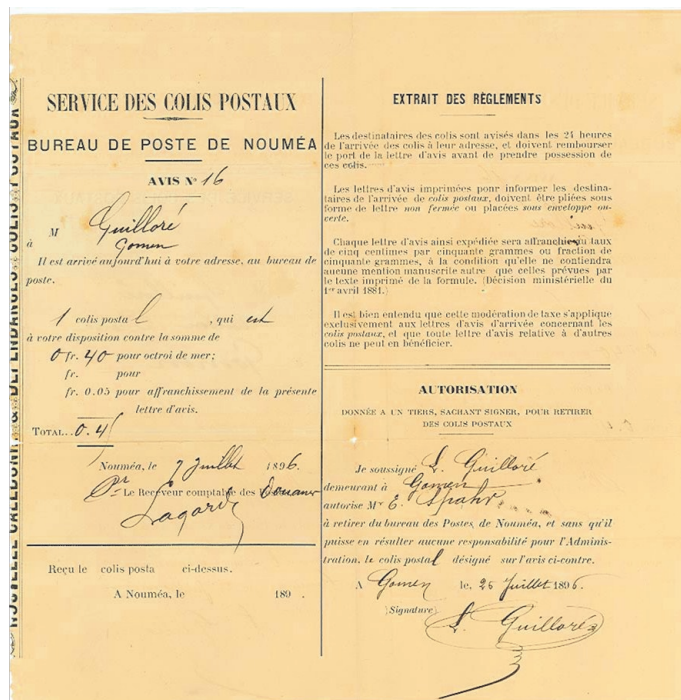 NOUVELLE CALEDONIE & DEPENDANCES COLIS POSTAUX
SERVICE DES COLIS POSTAUX
BUREAU DE POSTE DE NOUMÉA
AVIS No 16
M Guilloré
à Gomen
Il est arrivé aujourd'hui à votre adresse, au bureau de
poste.
1 colis postal , qui est
à votre disposition contre la somme de
0 fr. 40 pour octroi de mer;
fr. pour
fr. 0.05 pour affranchissement de la présente
lettre d'avis.
TOTAL.. 0.45
Nouméa, le 7 Juillet 1896.
Pr Le Receveur comptable des Douanes
Lagarde
Reçu le colis posta ci-dessus.
A Nouméa, le 189 .
EXTRAIT DES RÈGLEMENTS
Les destinataires des colis sont avisés dans les 24 heures
de l'arrivée des colis à leur adresse, et doivent rembourser
le port de la lettre d'avis avant de prendre possession de
ces colis.
Les lettres d'avis imprimées pour informer les destina-
taires de l'arrivée de colis postaux, doivent être pliées sous
forme de lettre non fermée ou placées sous enveloppe ou-
certe.
Chaque lettre d'avis ainsi expédiée sera affranchie au taux
de cinq centimes par cinquante grammes ou fraction de
cinquante grammes, à la condition qu'elle ne contiendra
aucune mention manuscrite autre que celles prévues par
le texte imprimé de la formule. (Décision ministérielle du
1er avril 1881.)
Il est bien entendu que cette modération de taxe s'applique
exclusivement aux lettres d'avis d'arrivée concernant les
colis postaux, et que toute lettre d'avis relative à d'autres
colis ne peut en bénéficier.
AUTORISATION
DONNÉE A UN TIERS, SACHANT SIGNER, POUR RETIRER
DES COLIS POSTAUX
Je soussigné L. Guilloré
demeurant à Gomen
autorise Mr E. Spahr
à retirer du bureau des Postes de Nouméa, et sans qu'il
puisse en résulter aucune responsabilité pour l'Adminis-
tration, le colis postal désigné sur l'avis ci-contre.
A Gomen le 26 Juillet 1896.
(Signature)
L. Guilloré